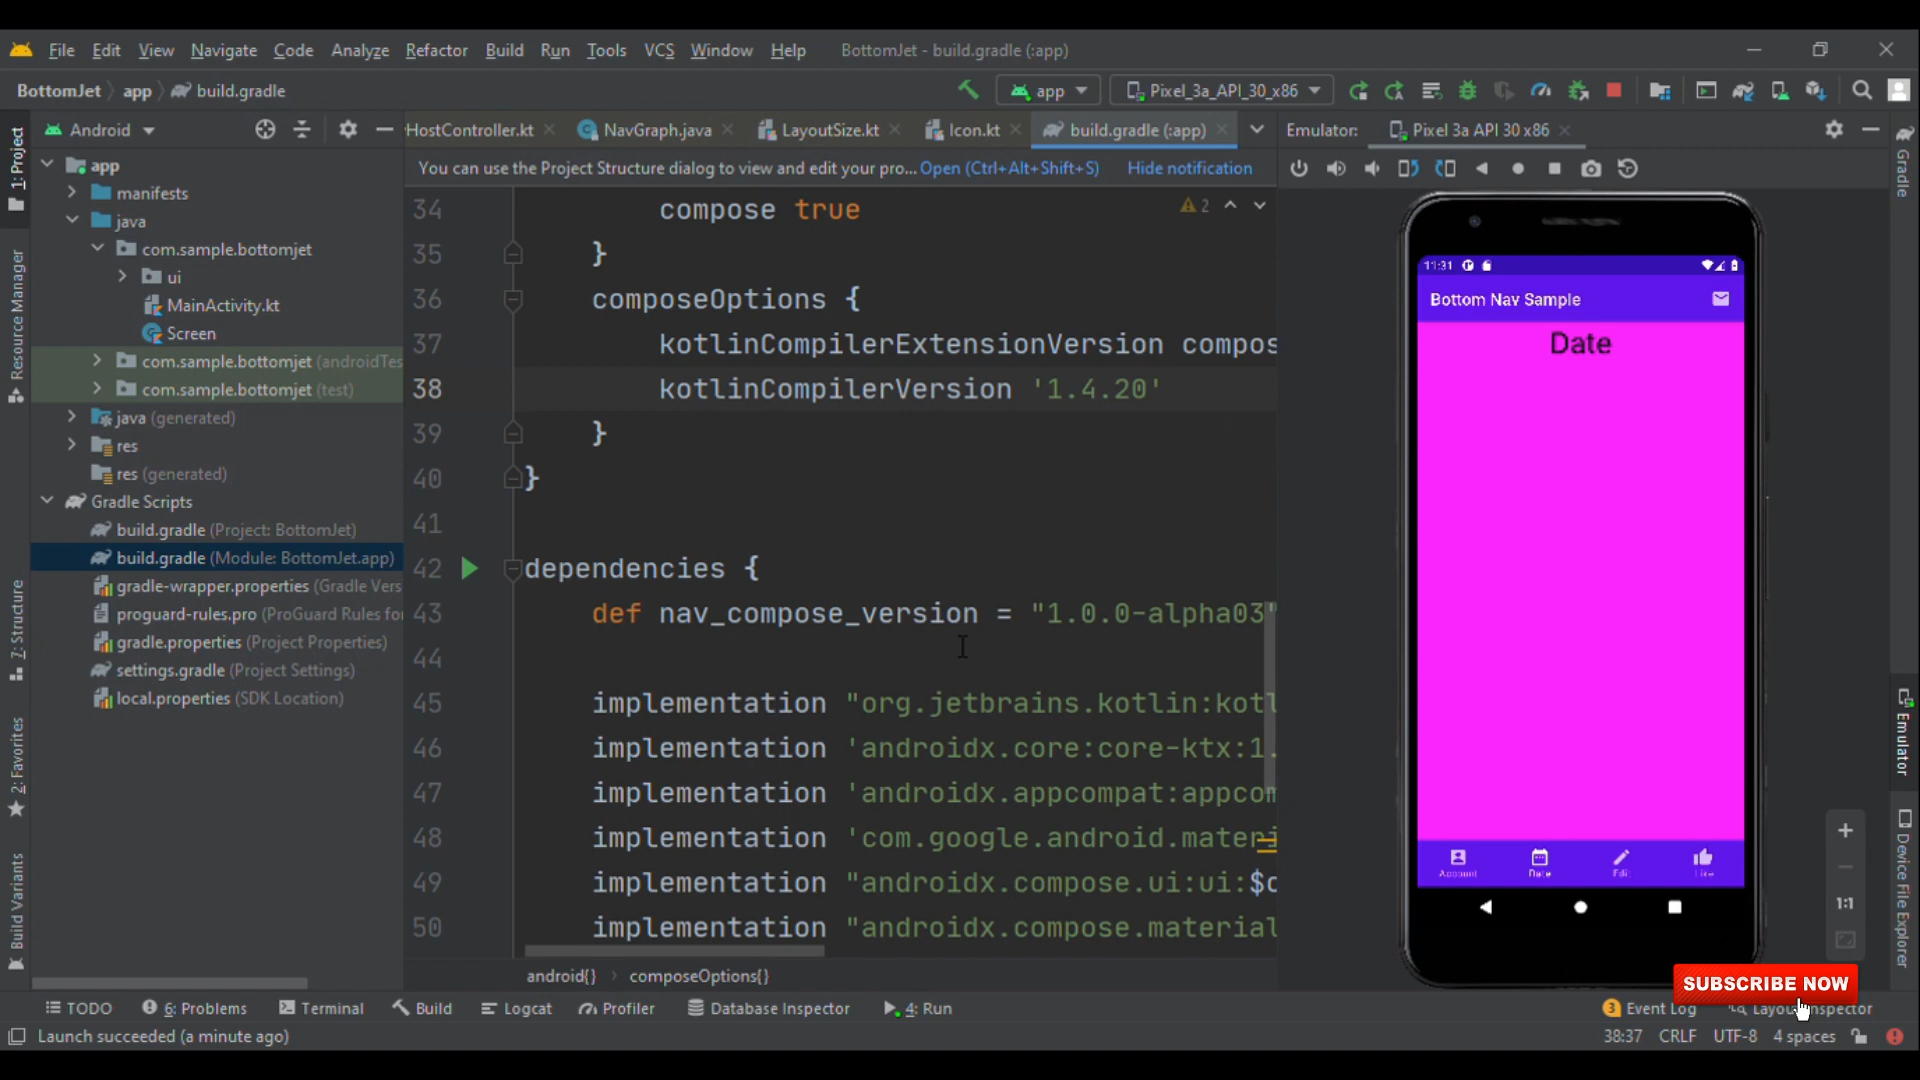 File Edit View Navigate Code Analyze Refactor Build Run Tools VCS Window Help BottomJet - build.gradle (:app)
BottomJet app build.gradle
app Pixel_3a_API_30_x86
1: Project
Resource Manager
7: Structure
2: Favorites
Build Variants
Android
app
manifests
java
com.sample.bottomjet
ui
MainActivity.kt
Screen
com.sample.bottomjet (androidTes
com.sample.bottomjet (test)
java (generated)
res
res (generated)
Gradle Scripts
build.gradle (Project: BottomJet)
build.gradle (Module: BottomJet.app)
gradle-wrapper.properties (Gradle Vers
proguard-rules.pro (ProGuard Rules fo
gradle.properties (Project Properties)
settings.gradle (Project Settings)
local.properties (SDK Location)
HostController.kt NavGraph.java LayoutSize.kt Icon.kt build.gradle (:app)
You can use the Project Structure dialog to view and edit your pro... Open (Ctrl+Alt+Shift+S) Hide notification
2
34 compose true
35 }
36 composeOptions {
37 kotlinCompilerExtensionVersion compos
38 kotlinCompilerVersion '1.4.20'
39 }
40 }
41
42 dependencies {
43 def nav_compose_version = "1.0.0-alpha03"
44
45 implementation "org.jetbrains.kotlin:kotl
46 implementation 'androidx.core:core-ktx:1.
47 implementation 'androidx.appcompat:appcom
48 implementation 'com.google.android.materi
49 implementation "androidx.compose.ui:ui:$c
50 implementation "androidx.compose.material
android{} composeOptions{}
Emulator: Pixel 3a API 30 x86
11:31
Bottom Nav Sample
Date
Account Date Edit Like
1:1
Gradle
Emulator
Device File Explorer
SUBSCRIBE NOW
TODO 6: Problems Terminal Build Logcat Profiler Database Inspector 4: Run 3 Event Log Layout Inspector
Launch succeeded (a minute ago) 38:37 CRLF UTF-8 4 spaces